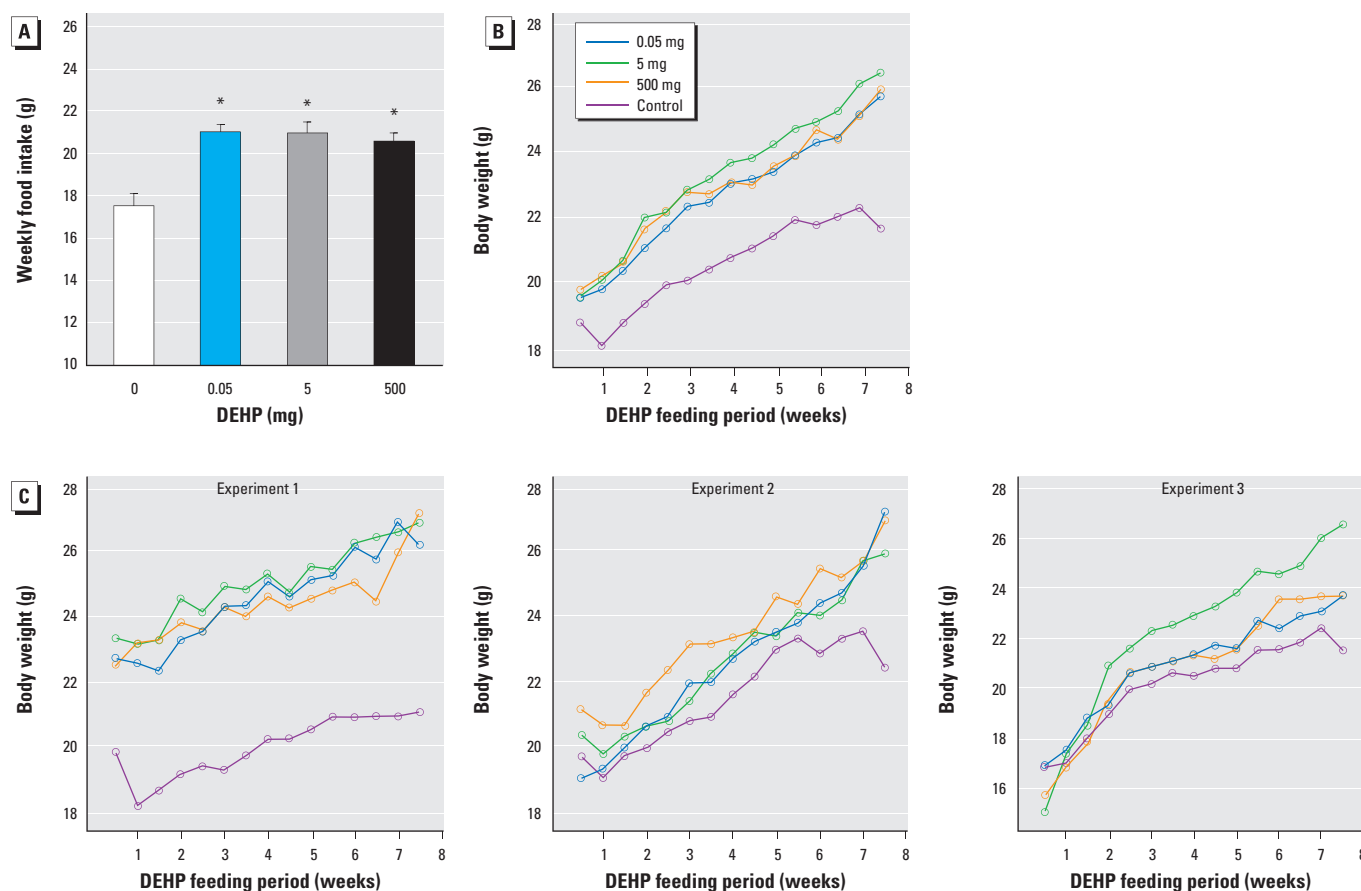 A
Weekly food intake (g)
26
24
22
20
18
16
14
12
10
*
*
*
0 0.05 5 500
DEHP (mg)
B
Body weight (g)
28
26
24
22
20
18
0.05 mg
5 mg
500 mg
Control
1 2 3 4 5 6 7 8
DEHP feeding period (weeks)
C
Experiment 1
Body weight (g)
28
26
24
22
20
18
1 2 3 4 5 6 7 8
DEHP feeding period (weeks)
Experiment 2
Body weight (g)
28
26
24
22
20
18
1 2 3 4 5 6 7 8
DEHP feeding period (weeks)
Experiment 3
Body weight (g)
28
26
24
22
20
18
16
1 2 3 4 5 6 7 8
DEHP feeding period (weeks)